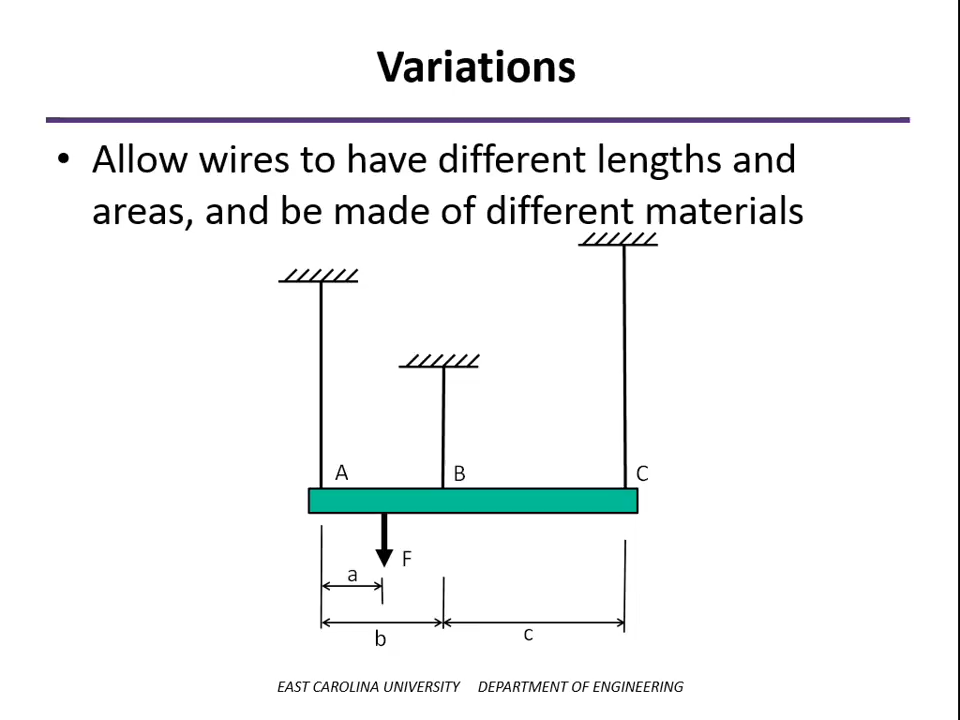 Variations
• Allow wires to have different lengths and
areas, and be made of different materials
A
B
C
F
a
b
c
EAST CAROLINA UNIVERSITY DEPARTMENT OF ENGINEERING